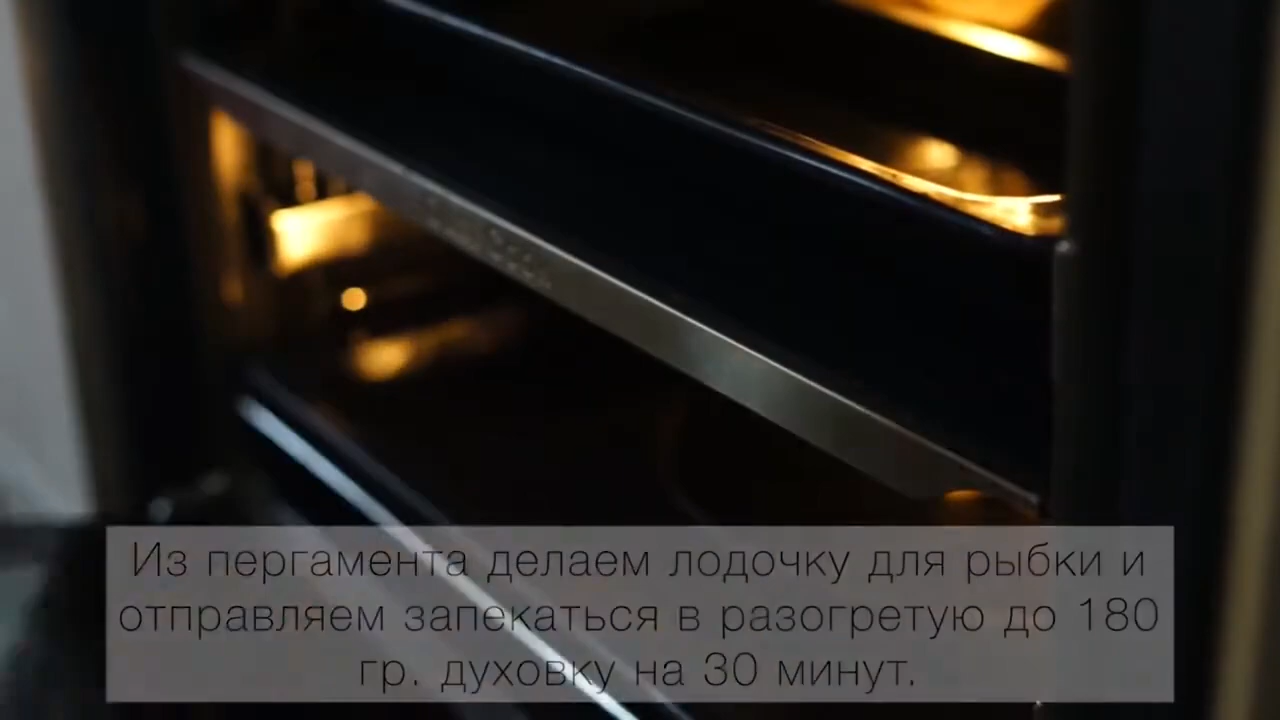 Из пергамента делаем лодочку для рыбки и
отправляем запекаться в разогретую до 180
гр. духовку на 30 минут.